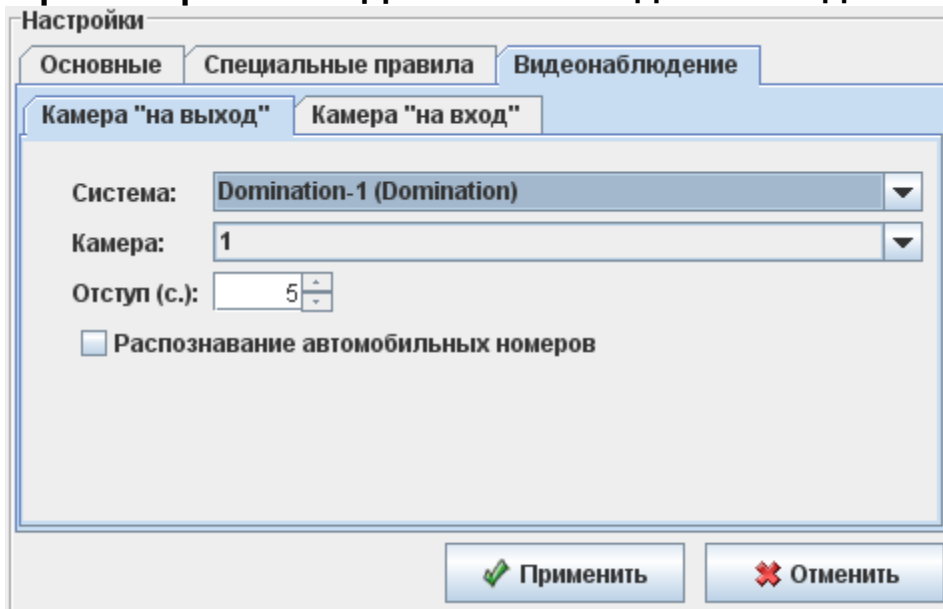 Настройки
Основные Специальные правила Видеонаблюдение
Камера "на выход" Камера "на вход"
Система: Domination-1 (Domination)
Камера: 1
Отступ (с.): 5
Распознавание автомобильных номеров
Применить Отменить